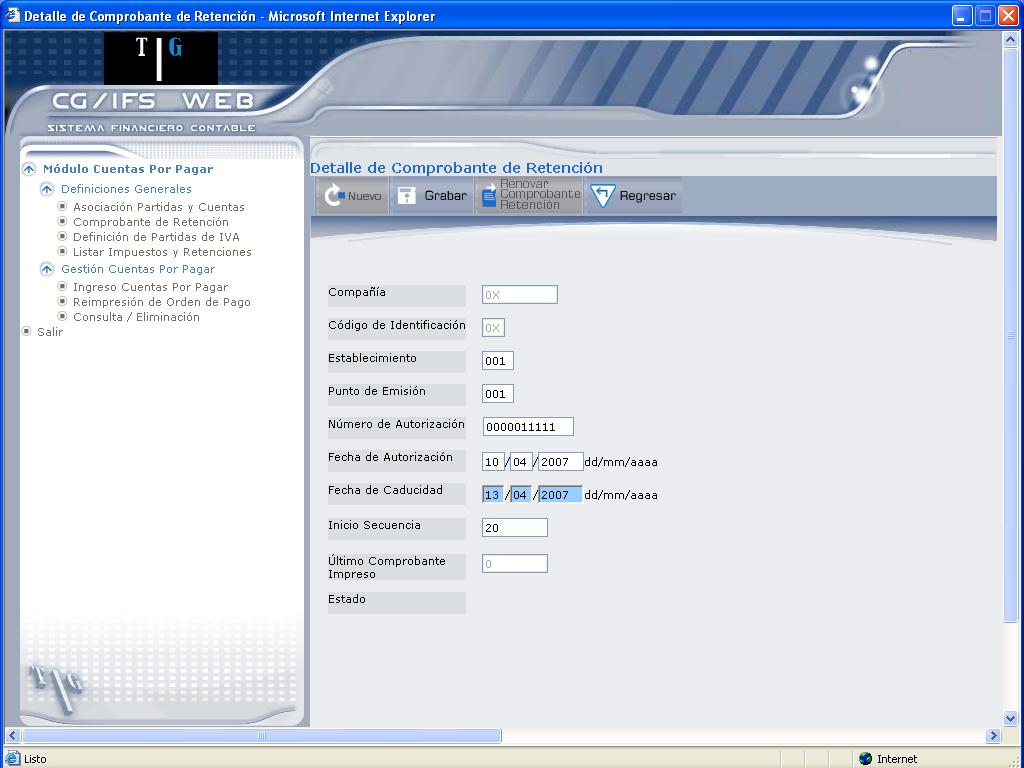 Detalle de Comprobante de Retención - Microsoft Internet Explorer
T G
CG/IFS WEB
SISTEMA FINANCIERO CONTABLE
Módulo Cuentas Por Pagar
Definiciones Generales
Asociación Partidas y Cuentas
Comprobante de Retención
Definición de Partidas de IVA
Listar Impuestos y Retenciones
Gestión Cuentas Por Pagar
Ingreso Cuentas Por Pagar
Reimpresión de Orden de Pago
Consulta / Eliminación
Salir
T G
Detalle de Comprobante de Retención
Nuevo Grabar Renovar Comprobante Retención Regresar
Compañía 0X
Código de Identificación 0X
Establecimiento 001
Punto de Emisión 001
Número de Autorización 0000011111
Fecha de Autorización 10 / 04 / 2007 dd/mm/aaaa
Fecha de Caducidad 13 / 04 / 2007 dd/mm/aaaa
Inicio Secuencia 20
Último Comprobante Impreso 0
Estado
Listo Internet